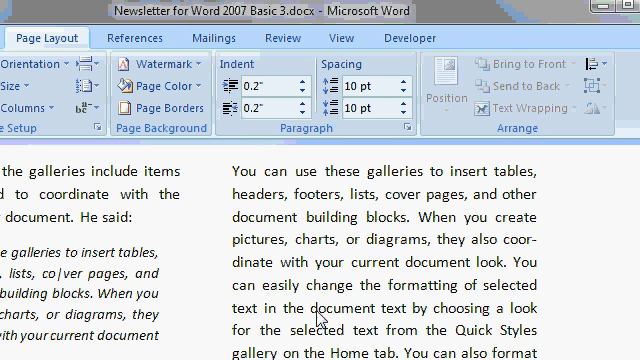 Newsletter for Word 2007 Basic 3.docx - Microsoft Word
Page Layout References Mailings Review View Developer
Orientation Watermark Indent Spacing Bring to Front
Size Page Color 0.2" 10 pt Position Send to Back
Columns Page Borders 0.2" 10 pt Text Wrapping
e Setup Page Background Paragraph Arrange
the galleries include items
d to coordinate with the
document. He said:
e galleries to insert tables,
, lists, co|ver pages, and
building blocks. When you
charts, or diagrams, they
with your current document
You can use these galleries to insert tables,
headers, footers, lists, cover pages, and other
document building blocks. When you create
pictures, charts, or diagrams, they also coor-
dinate with your current document look. You
can easily change the formatting of selected
text in the document text by choosing a look
for the selected text from the Quick Styles
gallery on the Home tab. You can also format